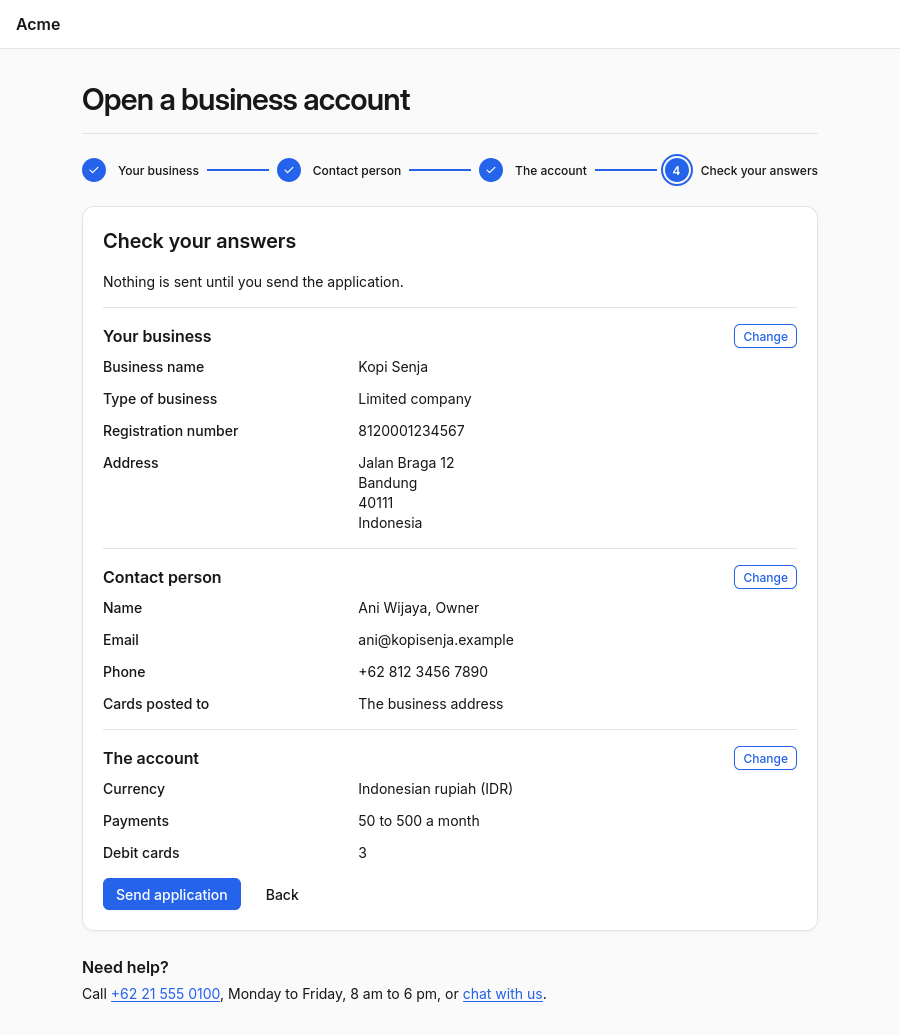 Acme
Open a business account
Your business
Contact person
The account
4 Check your answers
Check your answers
Nothing is sent until you send the application.
Your business Change
Business name Kopi Senja
Type of business Limited company
Registration number 8120001234567
Address Jalan Braga 12
Bandung
40111
Indonesia
Contact person Change
Name Ani Wijaya, Owner
Email ani@kopisenja.example
Phone +62 812 3456 7890
Cards posted to The business address
The account Change
Currency Indonesian rupiah (IDR)
Payments 50 to 500 a month
Debit cards 3
Send application Back
Need help?
Call +62 21 555 0100, Monday to Friday, 8 am to 6 pm, or chat with us.